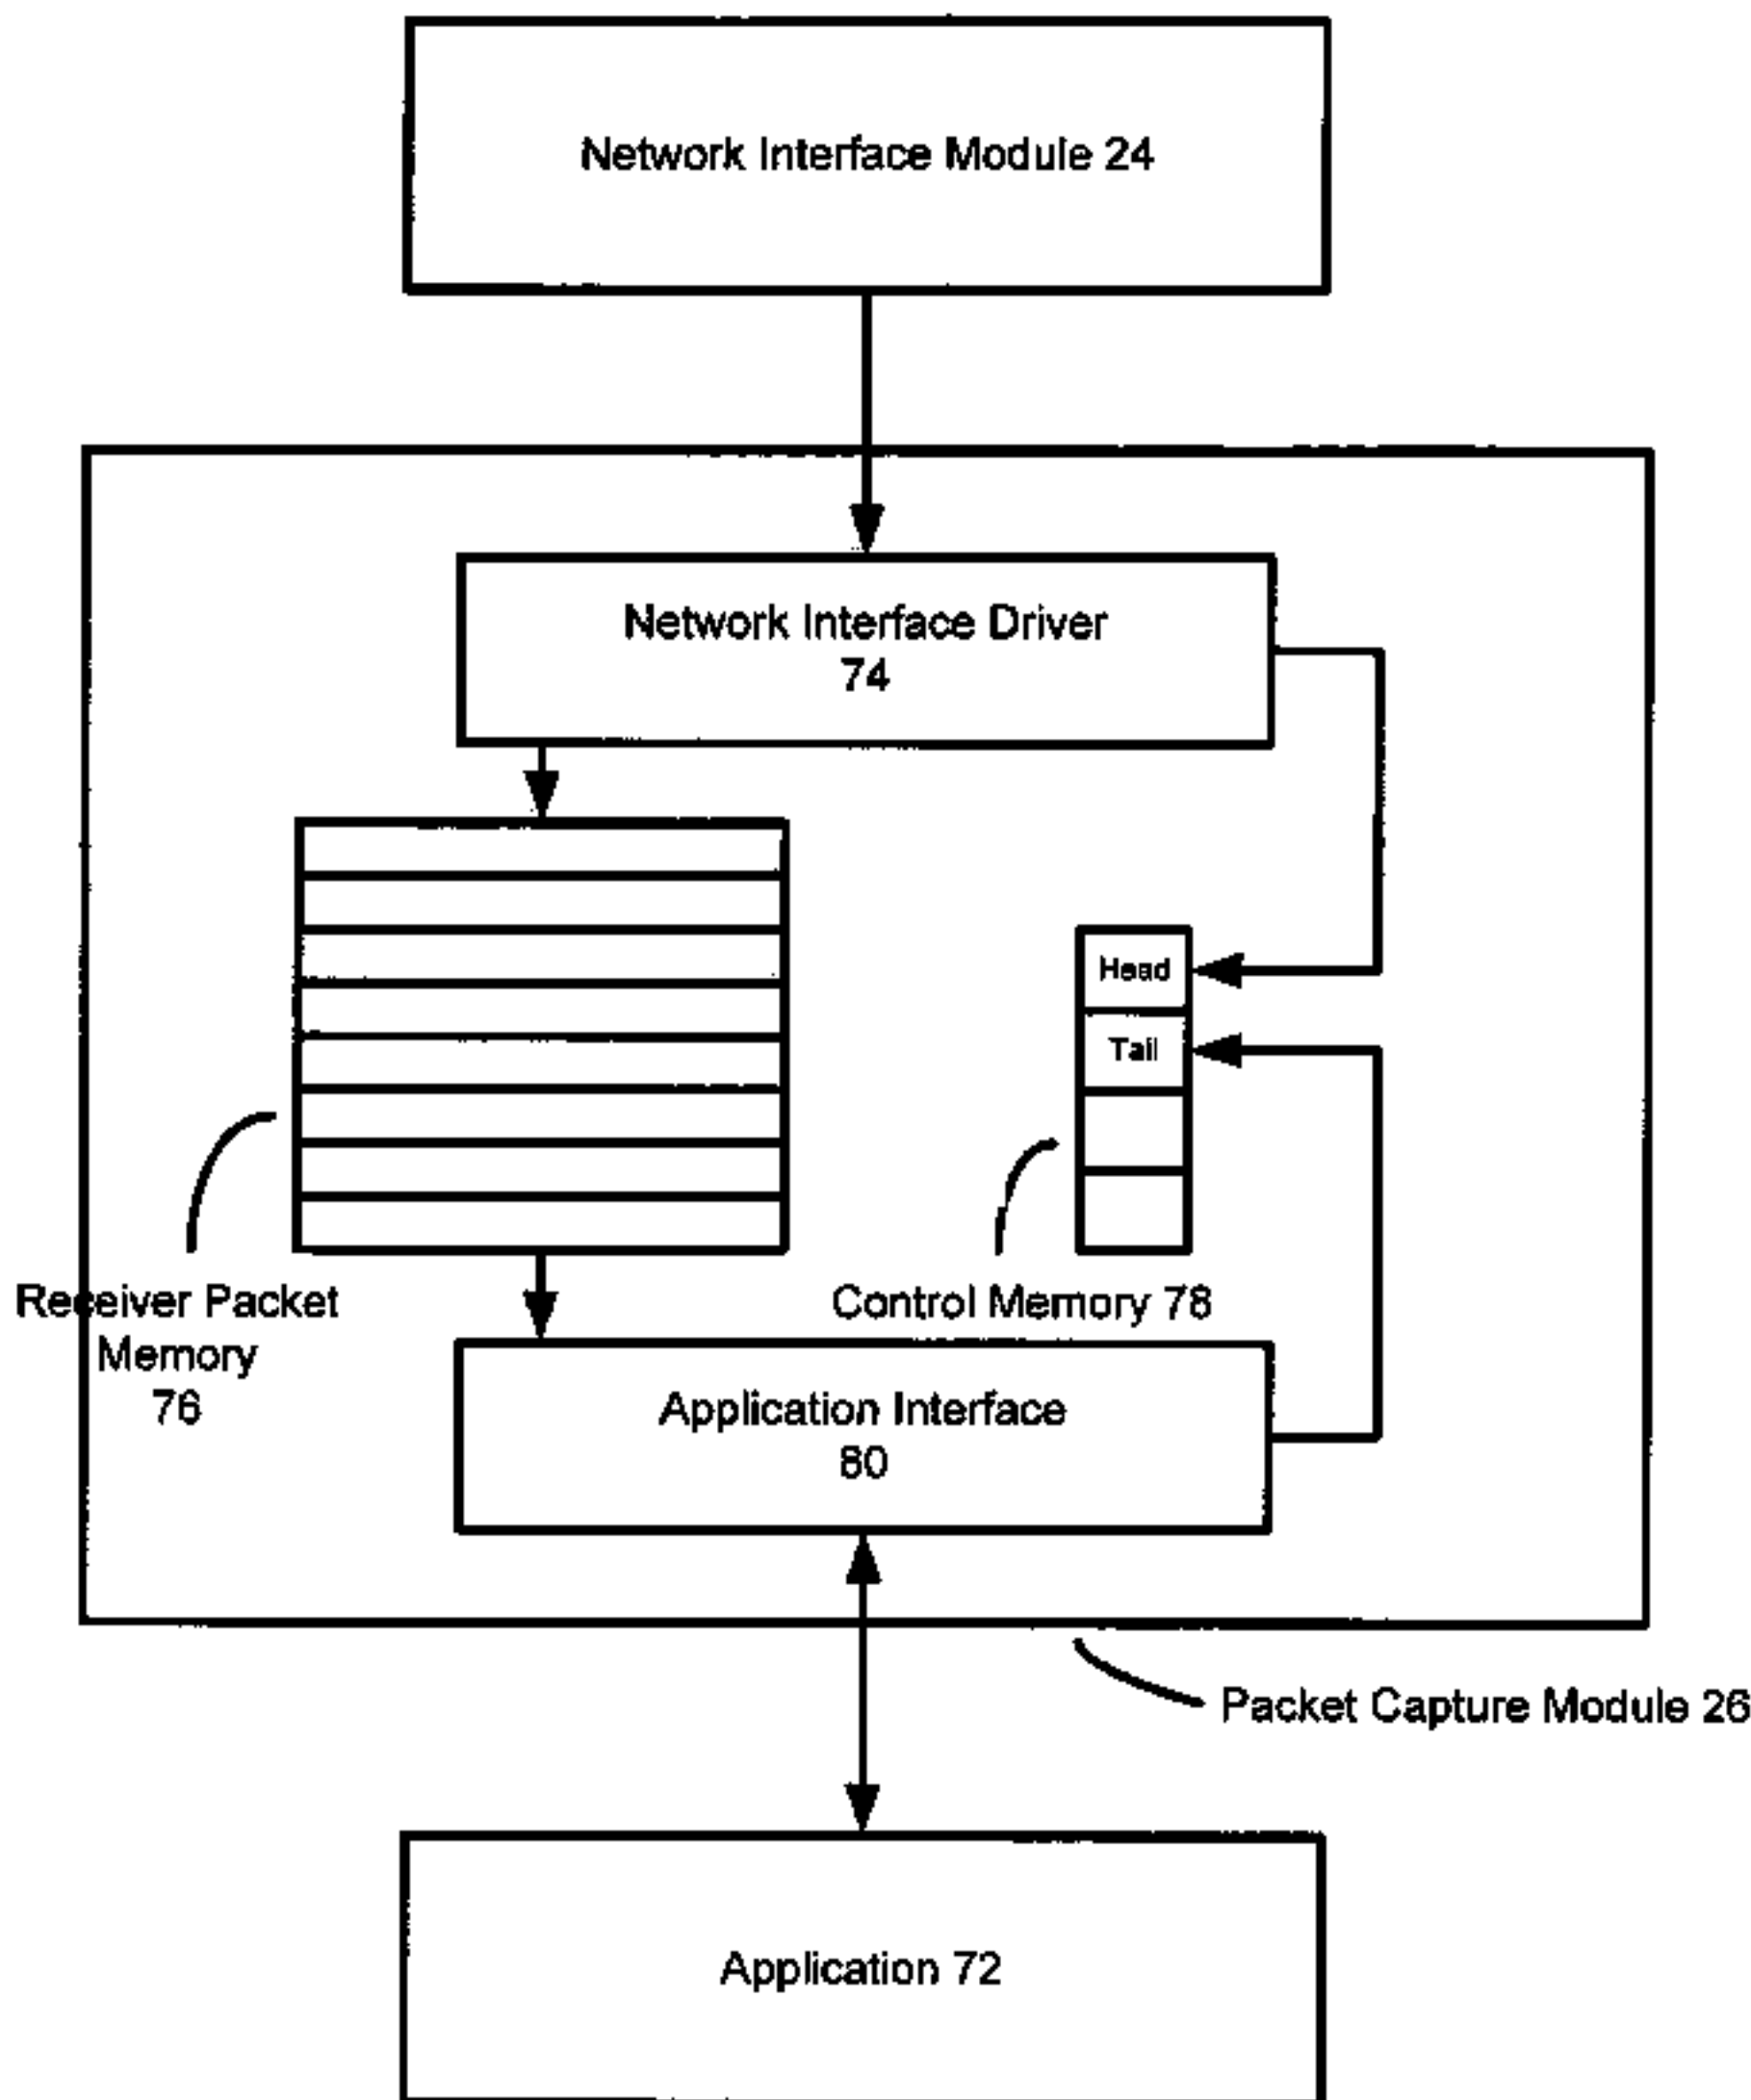 Network Interface Module 24
Network Interface Driver
74
Head
Tail
Receiver Packet
Memory
76
Control Memory 78
Application Interface
80
Packet Capture Module 26
Application 72